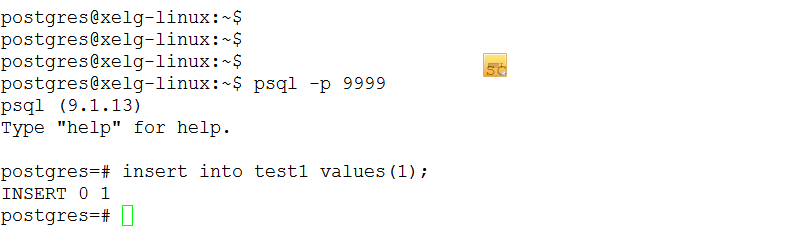 postgres@xelg-linux:~$
postgres@xelg-linux:~$
postgres@xelg-linux:~$
postgres@xelg-linux:~$ psql -p 9999
psql (9.1.13)
Type "help" for help.
postgres=# insert into test1 values(1);
INSERT 0 1
postgres=#